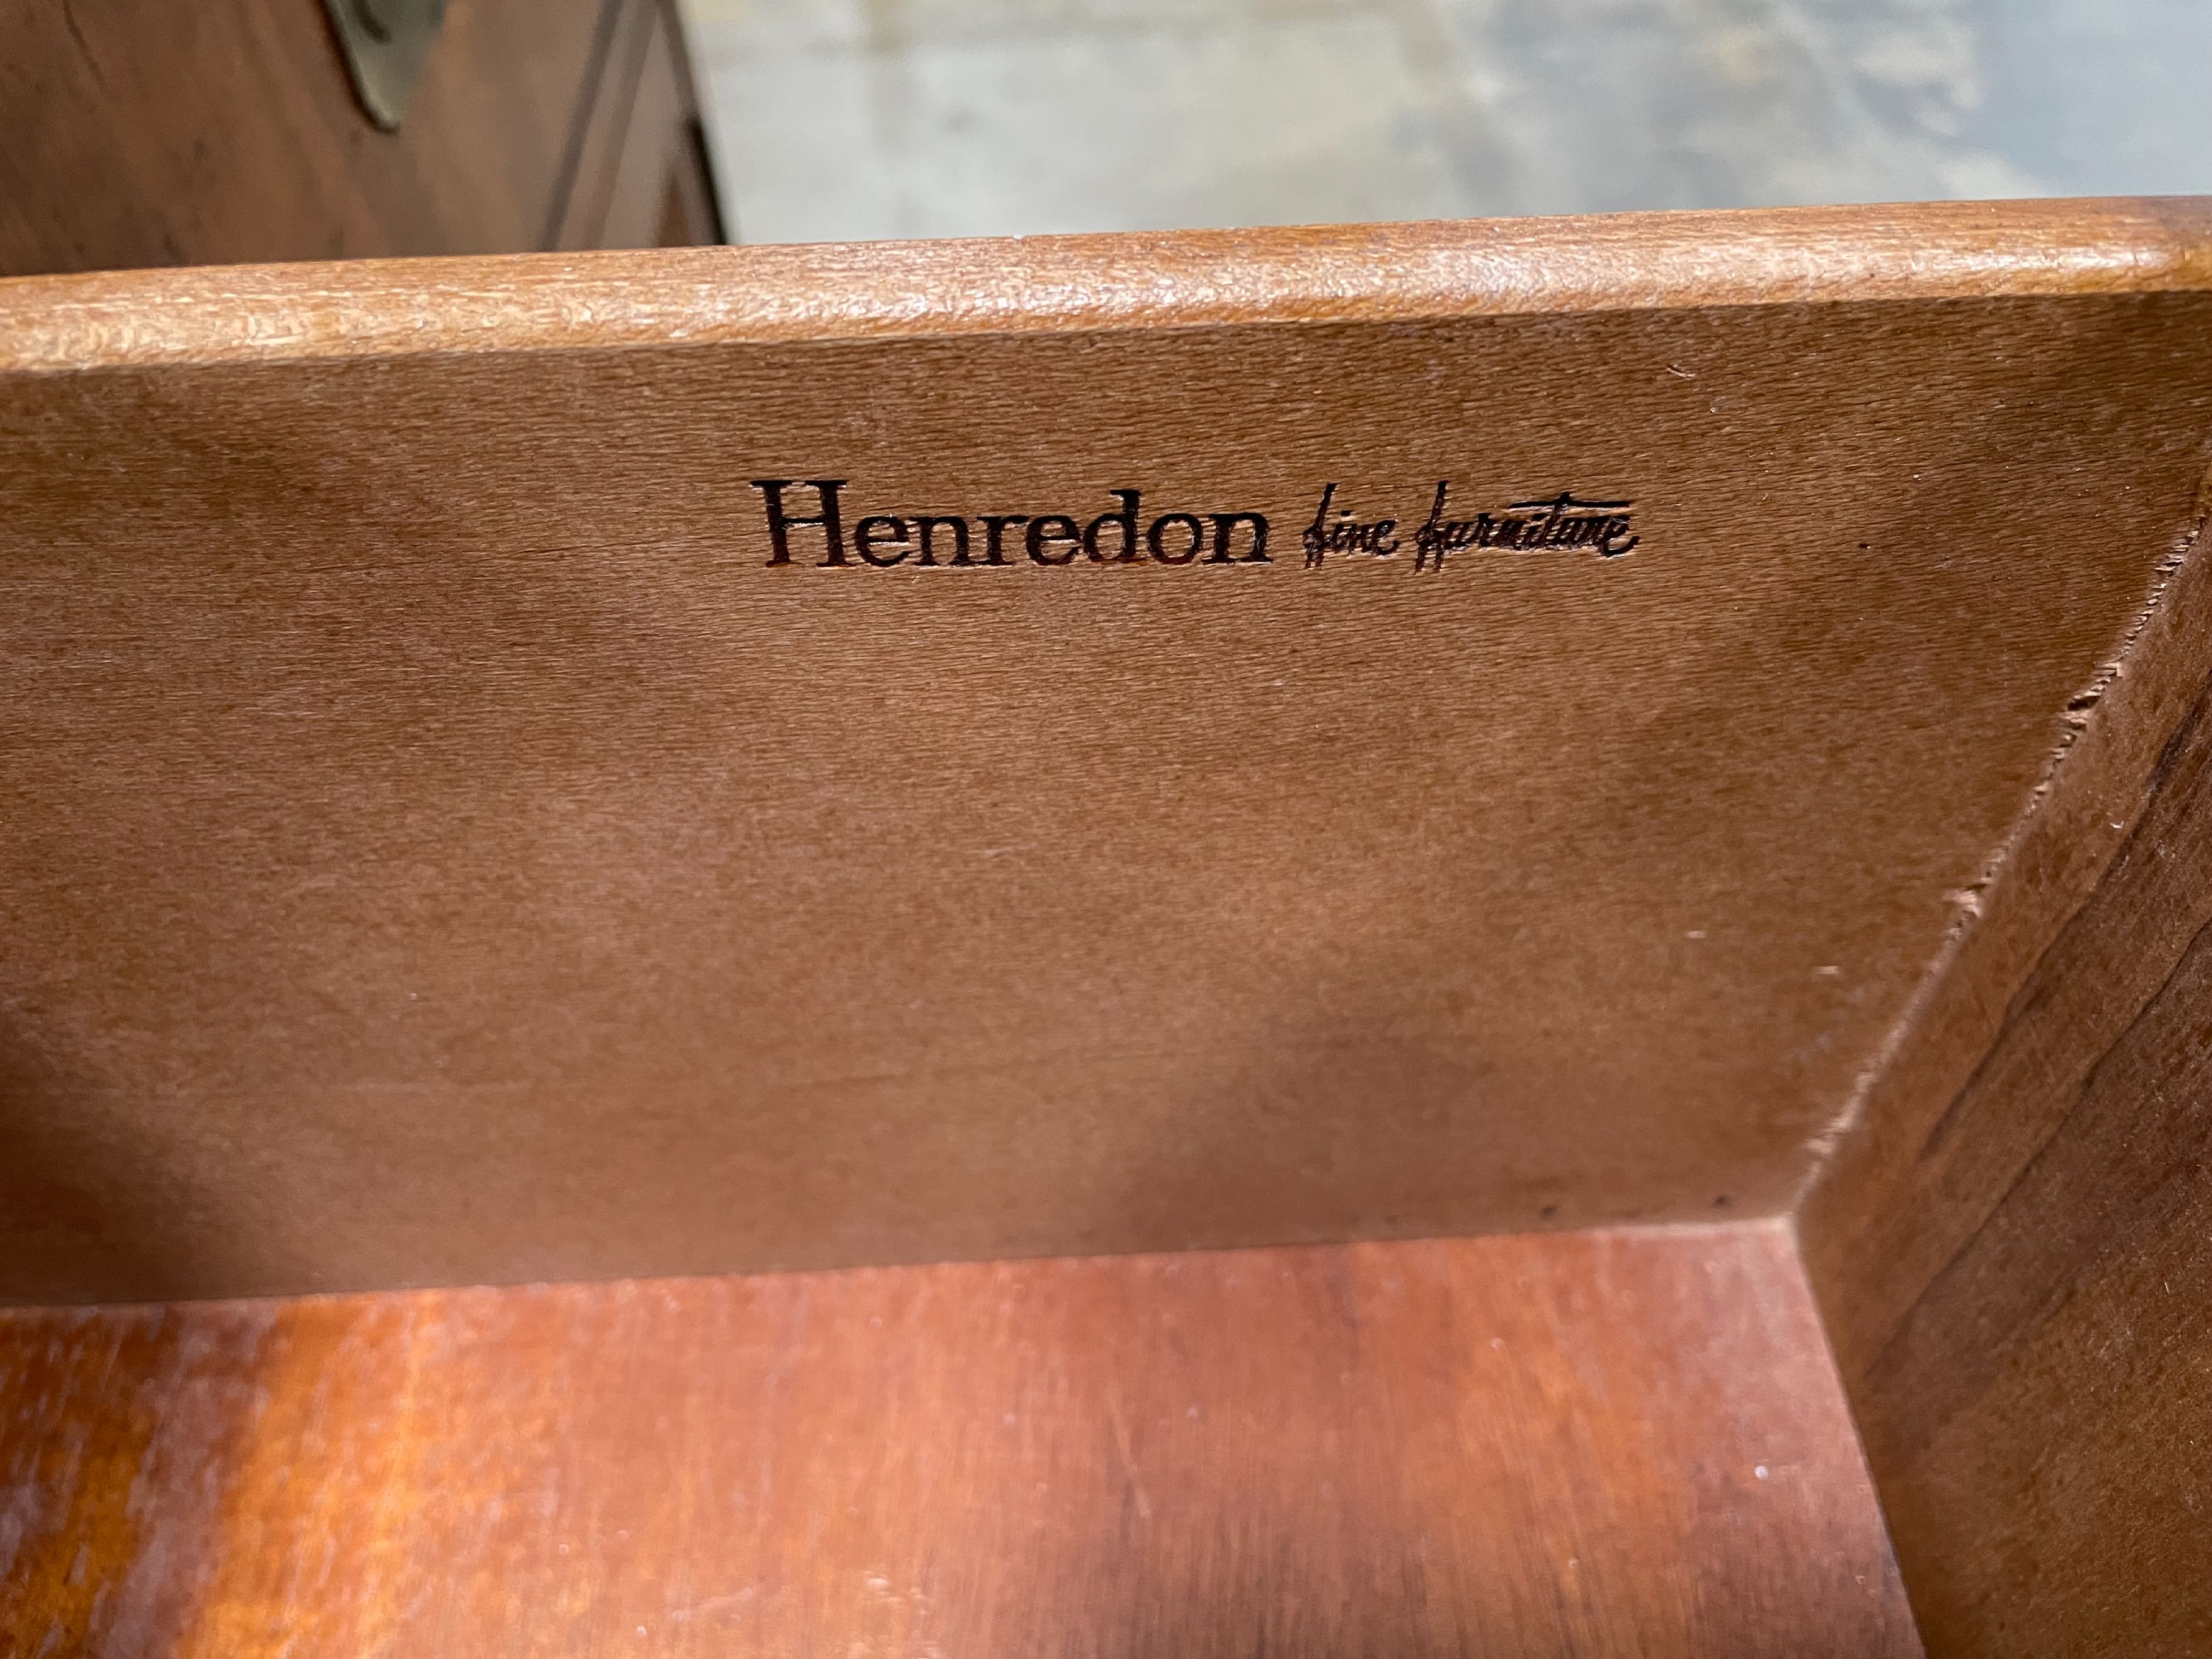 Henredon fine furniture